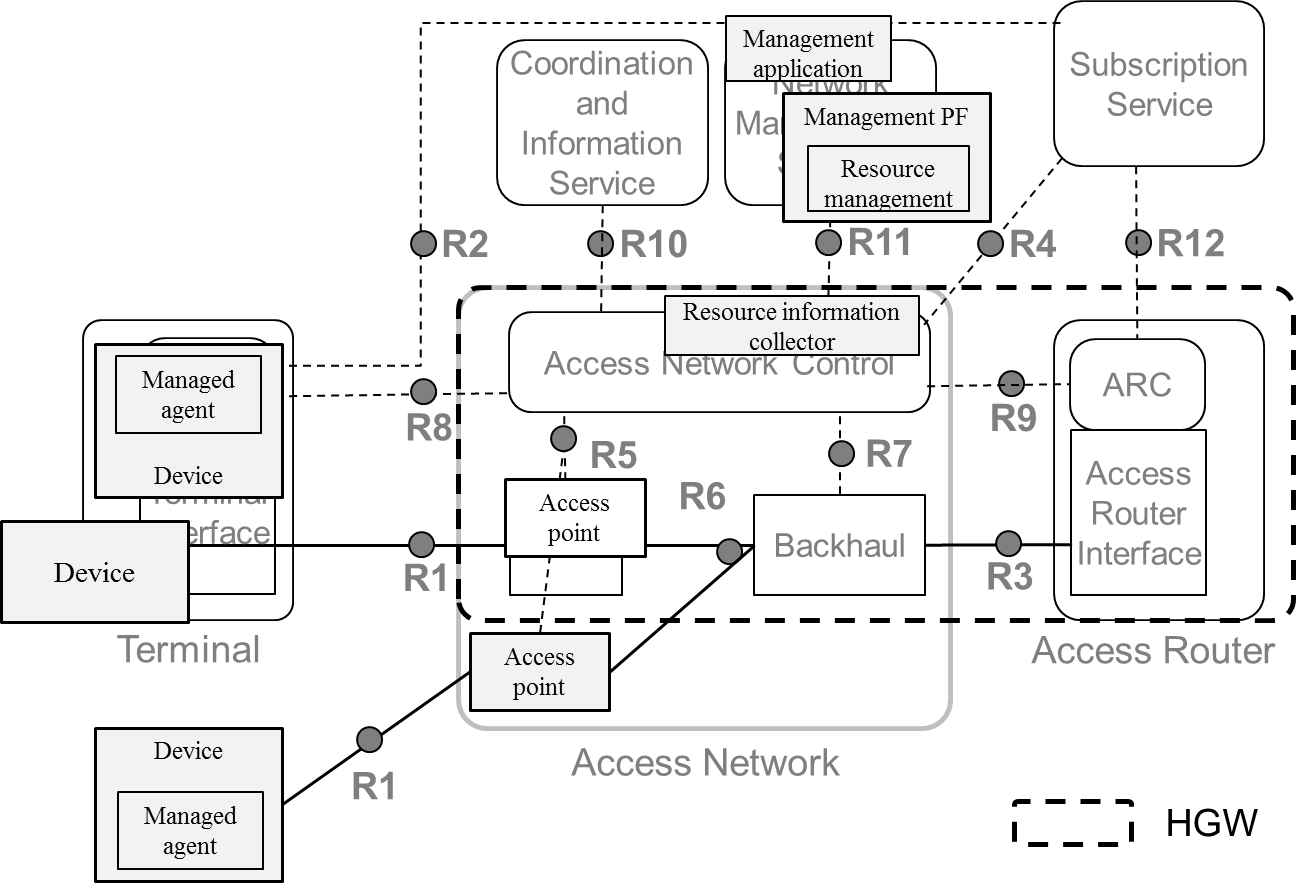 Management
application
Coordination
and
Information
Service
Network
Management PF
Resource
management
Subscription
Service
R2
R10
R11
R4
R12
Resource information
collector
Access Network Control
Managed
agent
Device
R8
R9
ARC
R5
R7
R6
Access
point
Backhaul
Access
Router
Interface
Terminal
Device
R1
R3
Terminal
Access Router
Access
point
Device
Managed
agent
R1
Access Network
HGW